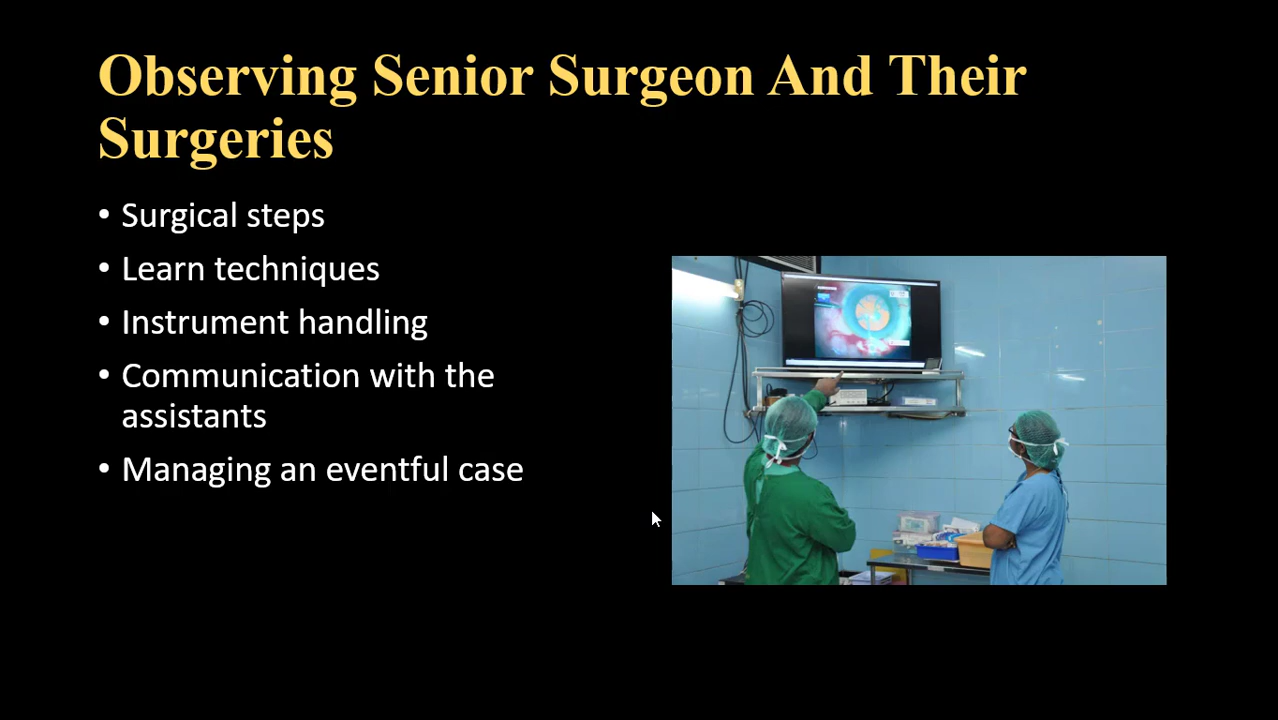 Observing Senior Surgeon And Their
Surgeries
• Surgical steps
• Learn techniques
• Instrument handling
• Communication with the
assistants
• Managing an eventful case